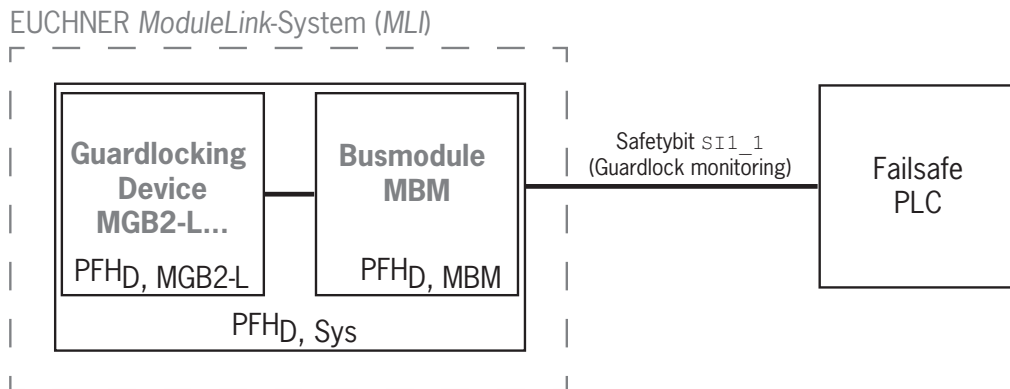 EUCHNER ModuleLink-System (MLI)
Guardlocking
Device
MGB2-L...
PFHD, MGB2-L
Busmodule
MBM
PFHD, MBM
PFHD, Sys
Safetybit SI1_1
(Guardlock monitoring)
Failsafe
PLC